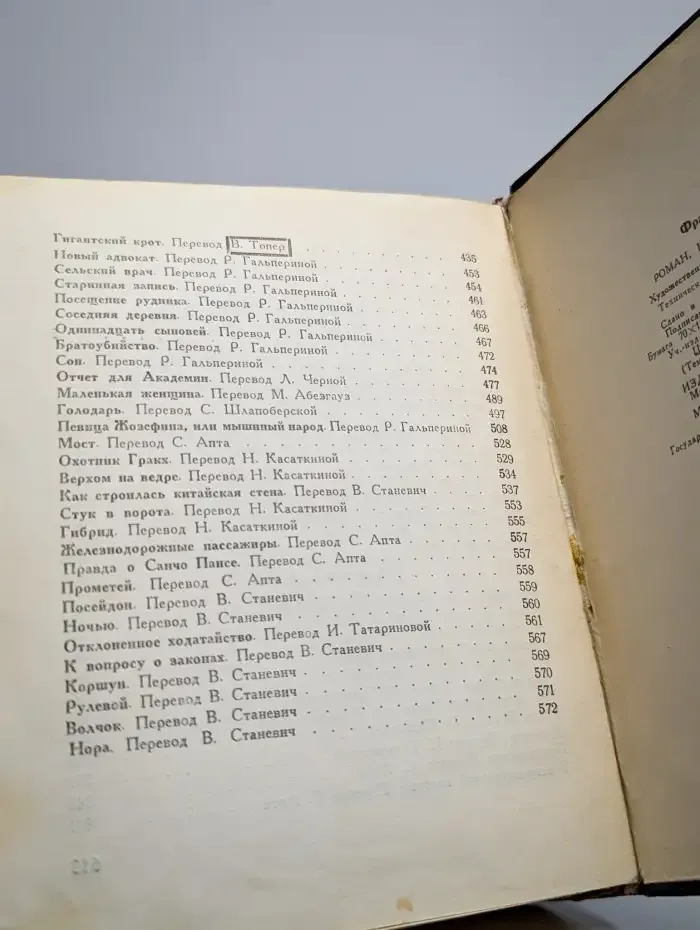 Гигантский крот. Перевод В. Топер 435
Новый адвокат. Перевод Р. Гальпериной 453
Сельский врач. Перевод Р. Гальпериной 454
Старинная запись. Перевод Р. Гальпериной 461
Посещение рудника. Перевод Р. Гальпериной 463
Соседняя деревня. Перевод Р. Гальпериной 466
Одиннадцать сыновей. Перевод Р. Гальпериной 467
Братоубийство. Перевод Р. Гальпериной 472
Сон. Перевод Р. Гальпериной 474
Отчет для Академии. Перевод Л. Черной 477
Маленькая женщина. Перевод М. Абезгауз 489
Голодарь. Перевод С. Шлапоберской 497
Певица Жозефина, или мышиный народ. Перевод Р. Гальпериной 508
Мост. Перевод С. Апта 528
Охотник Гракх. Перевод Н. Касаткиной 529
Верхом на ведре. Перевод Н. Касаткиной 534
Как строилась китайская стена. Перевод В. Станевич 537
Стук в ворота. Перевод Н. Касаткиной 553
Гибрид. Перевод Н. Касаткиной 555
Железнодорожные пассажиры. Перевод С. Апта 557
Правда о Санчо Пансе. Перевод С. Апта 557
Прометей. Перевод С. Апта 558
Посейдон. Перевод В. Станевич 559
Ночью. Перевод В. Станевич 560
Отклоненное ходатайство. Перевод И. Татариновой 561
К вопросу о законах. Перевод В. Станевич 567
Коршун. Перевод В. Станевич 569
Рулевой. Перевод В. Станевич 570
Волчок. Перевод В. Станевич 571
Нора. Перевод В. Станевич 572
РОМАН.
Сдано в
Бумага